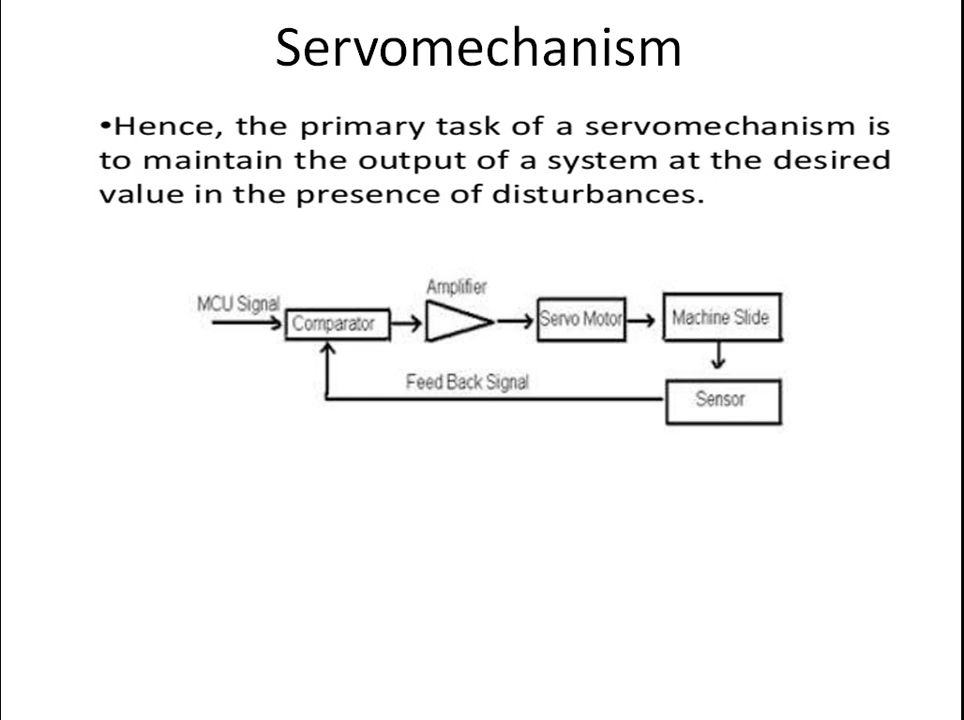 Servomechanism
•Hence, the primary task of a servomechanism is
to maintain the output of a system at the desired
value in the presence of disturbances.
Amplifier
MCU Signal
Comparator
Servo Motor
Machine Slide
Feed Back Signal
Sensor